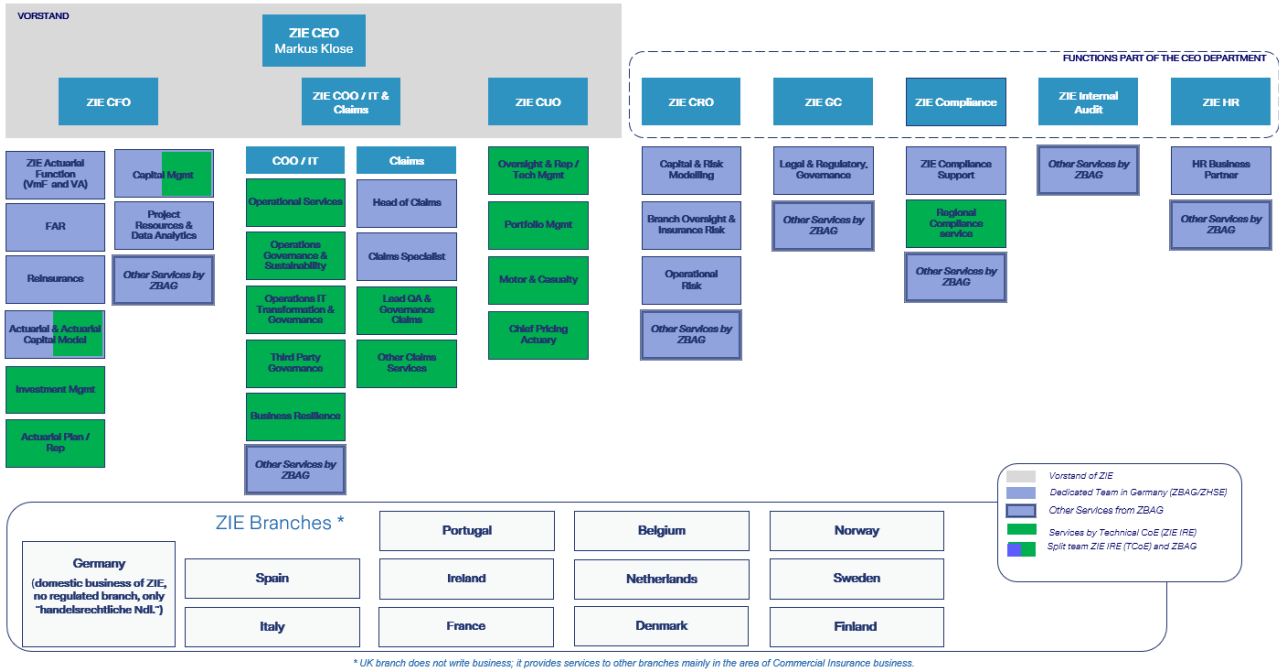 VORSTAND
ZIE CEO
Markus Klose
FUNCTIONS PART OF THE CEO DEPARTMENT
ZIE CFO
ZIE COO / IT &
Claims
ZIE CUO
ZIE CRO
ZIE GC
ZIE Compliance
ZIE Internal
Audit
ZIE HR
ZIE Actuarial
Function
(VmF and VA)
FAR
Reinsurance
Actuarial & Actuarial
Capital Model
Investment Mgmt
Actuarial Plan /
Rep
Capital Mgmt
Project
Resources &
Data Analytics
Other Services by
ZBAG
COO / IT
Operational Services
Operations
Governance &
Sustainability
Operations IT
Transformation &
Governance
Third Party
Governance
Business Resilience
Other Services by
ZBAG
Claims
Head of Claims
Claims Specialist
Lead QA &
Governance
Claims
Other Claims
Services
Oversight & Rep /
Tech Mgmt
Portfolio Mgmt
Motor & Casualty
Chief Pricing
Actuary
Capital & Risk
Modelling
Branch Oversight &
Insurance Risk
Operational
Risk
Other Services by
ZBAG
Legal & Regulatory,
Governance
Other Services by
ZBAG
ZIE Compliance
Support
Regional
Compliance
service
Other Services by
ZBAG
Other Services by
ZBAG
HR Business
Partner
Other Services by
ZBAG
Vorstand of ZIE
Dedicated Team in Germany (ZBAG/ZHSE)
Other Services from ZBAG
Services by Technical CoE (ZIE IRE)
Split team ZIE IRE (TCoE) and ZBAG
ZIE Branches *
Germany
(domestic business of ZIE,
no regulated branch, only
"handelsrechtliche Ndl.")
Spain
Italy
Portugal
Ireland
France
Belgium
Netherlands
Denmark
Norway
Sweden
Finland
* UK branch does not write business; it provides services to other branches mainly in the area of Commercial Insurance business.